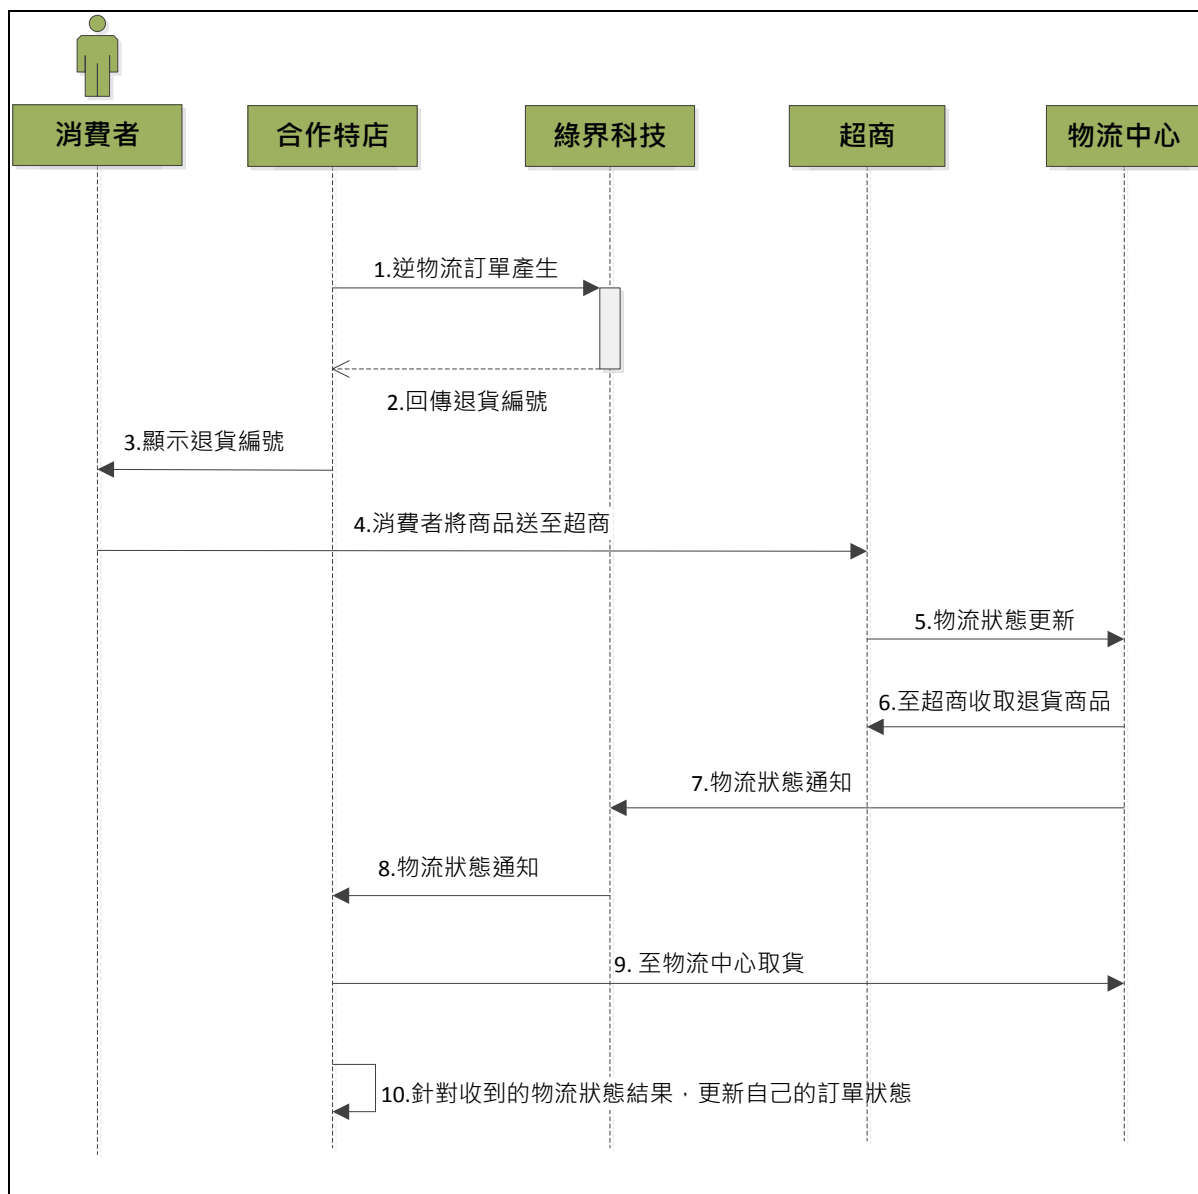 消費者
合作特店
綠界科技
超商
物流中心
1.逆物流訂單產生
2.回傳退貨編號
3.顯示退貨編號
4.消費者將商品送至超商
5.物流狀態更新
6.至超商收取退貨商品
7.物流狀態通知
8.物流狀態通知
9. 至物流中心取貨
10.針對收到的物流狀態結果，更新自己的訂單狀態